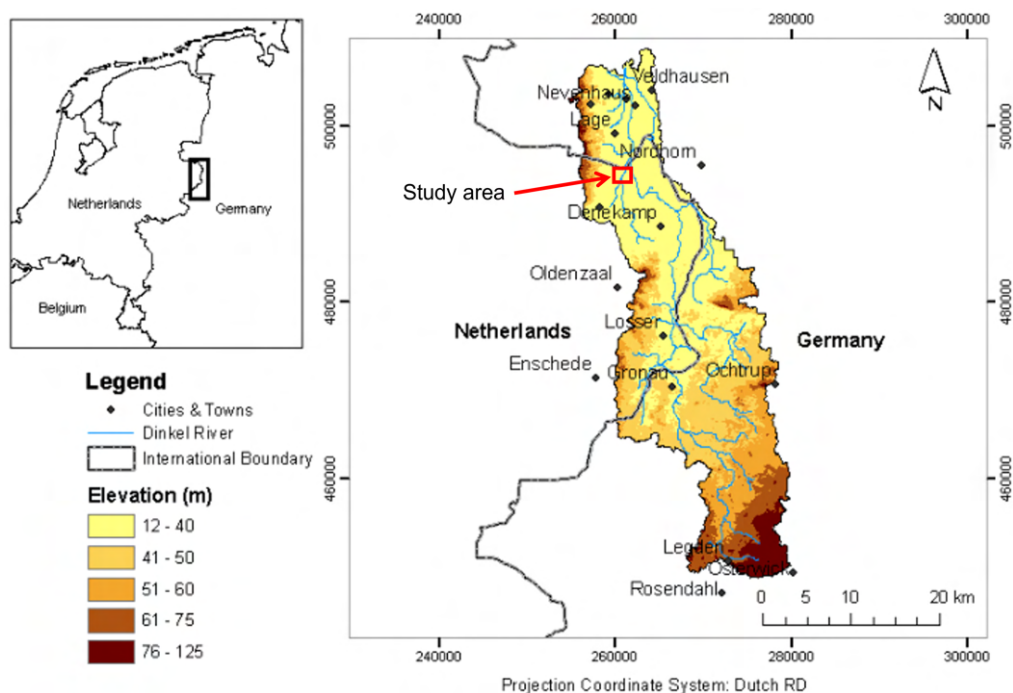 240000 260000 280000 300000
Veldhausen
Nevenhaus
Lage
Nordhorn
Study area
Denekamp
Oldenzaal
Losser
Netherlands
Germany
Enschede
Gronau
Ochtrup
Legden
Osterwick
Rosendahl
500000
480000
460000
0 5 10 20 km
N
240000 260000 280000 300000
Projection Coordinate System: Dutch RD
Netherlands
Germany
Belgium
Legend
Cities & Towns
Dinkel River
International Boundary
Elevation (m)
12 - 40
41 - 50
51 - 60
61 - 75
76 - 125
500000
480000
460000